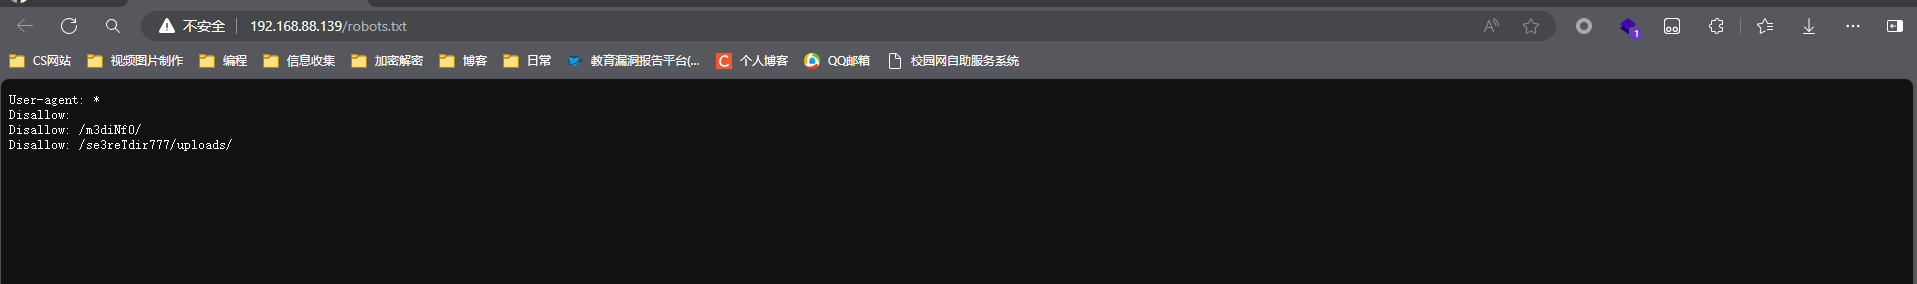 不安全 192.168.88.139/robots.txt
1
CS网站 视频图片制作 编程 信息收集 加密解密 博客 日常 教育漏洞报告平台(... C 个人博客 QQ邮箱 校园网自助服务系统
User-agent: *
Disallow:
Disallow: /m3diNf0/
Disallow: /se3reTdir777/uploads/